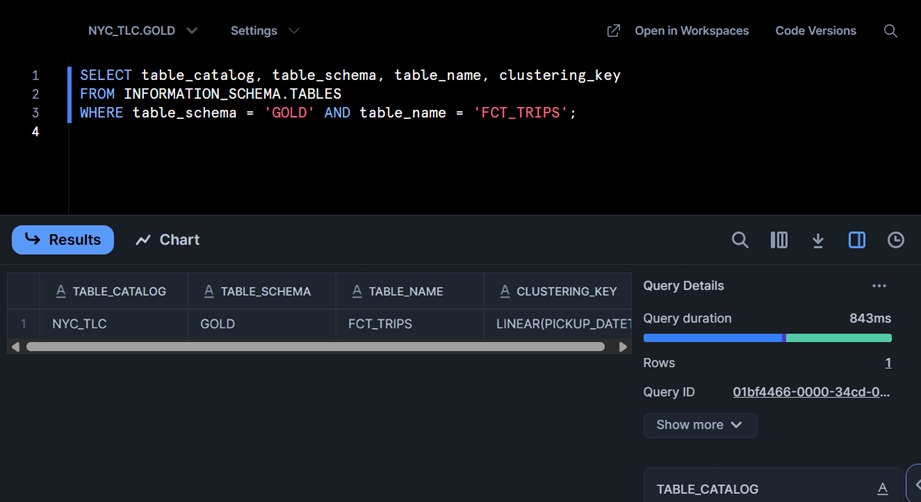 NYC_TLC.GOLD Settings Open in Workspaces Code Versions
1 SELECT table_catalog, table_schema, table_name, clustering_key
2 FROM INFORMATION_SCHEMA.TABLES
3 WHERE table_schema = 'GOLD' AND table_name = 'FCT_TRIPS';
4
Results Chart
A TABLE_CATALOG A TABLE_SCHEMA A TABLE_NAME A CLUSTERING_KEY
1 NYC_TLC GOLD FCT_TRIPS LINEAR(PICKUP_DATET
Query Details ...
Query duration 843ms
Rows 1
Query ID 01bf4466-0000-34cd-0...
Show more
TABLE_CATALOG A